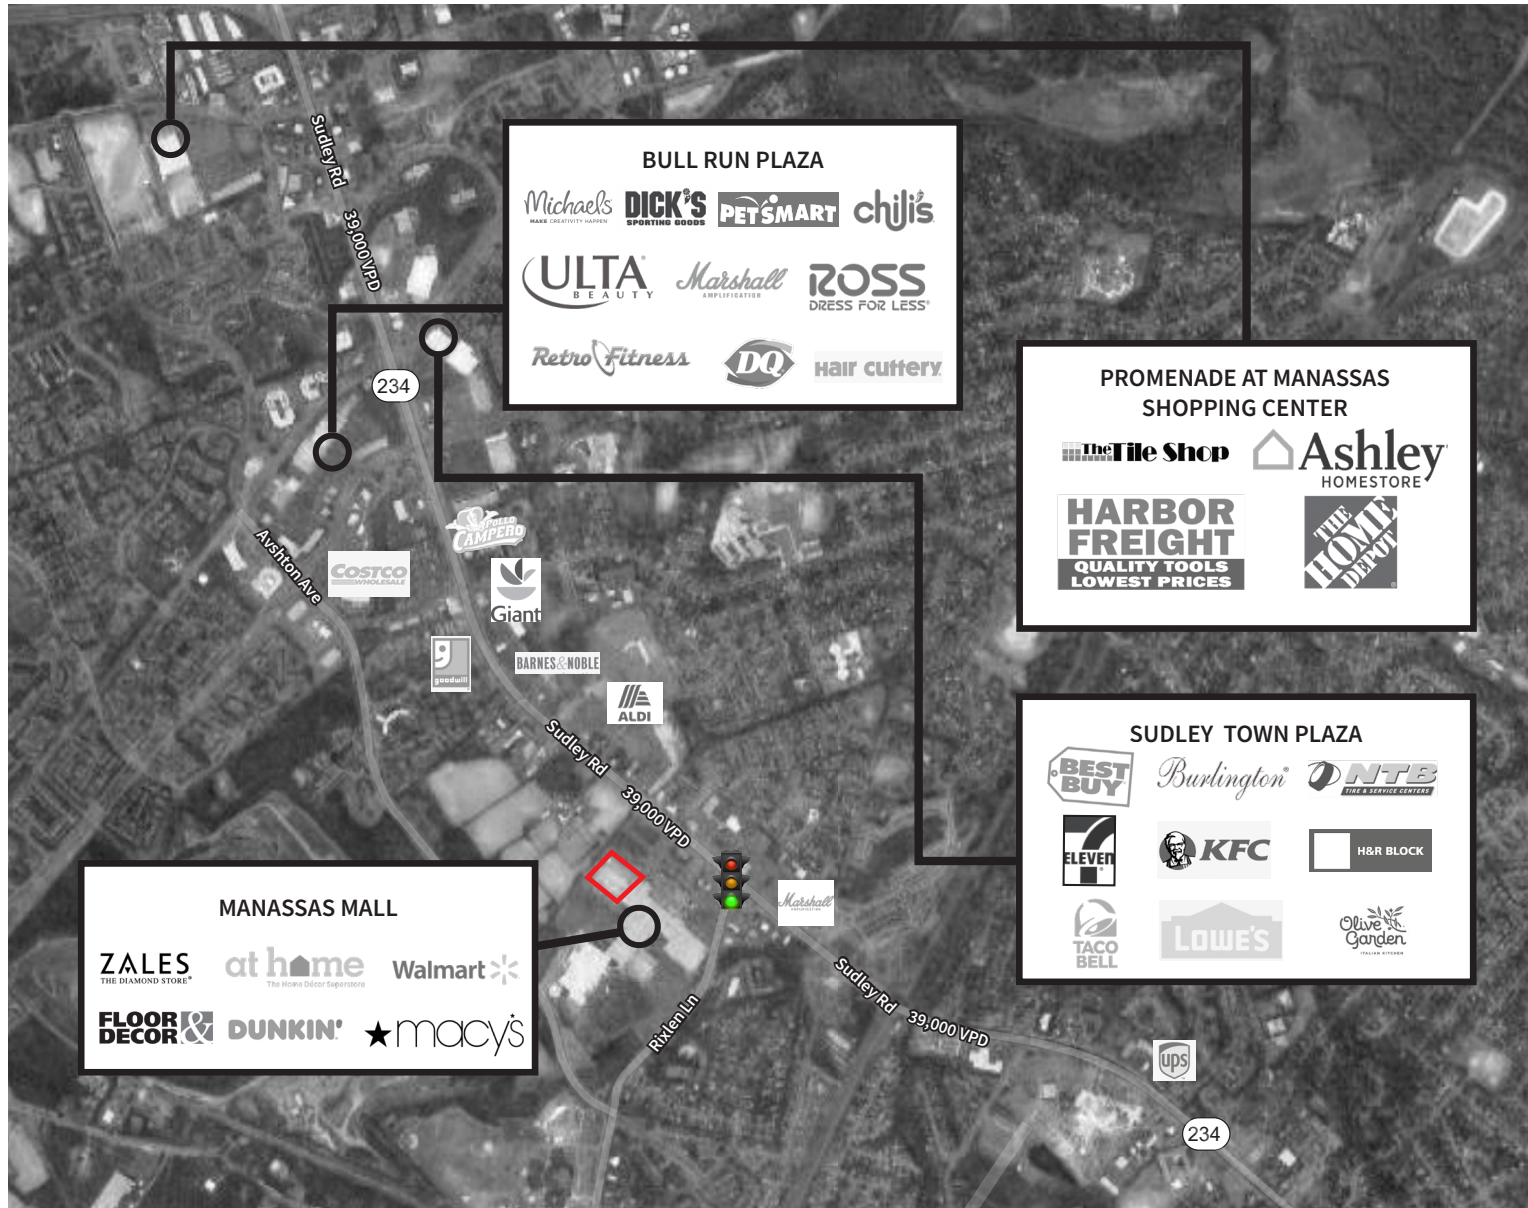 Sudley Rd
39,000 VPD
BULL RUN PLAZA
Michaels
MAKE CREATIVITY HAPPEN
DICK'S
SPORTING GOODS
PETSMART
chili's
ULTA
BEAUTY
Marshall
AMPLIFICATION
ROSS
DRESS FOR LESS®
Retro Fitness
DQ
Hair Cuttery
234
PROMENADE AT MANASSAS
SHOPPING CENTER
The Tile Shop
Ashley
HOMESTORE
HARBOR
FREIGHT
QUALITY TOOLS
LOWEST PRICES
THE
HOME
DEPOT
Avshton Ave
COSTCO
WHOLESALE
POLLO
CAMPERO
Giant
goodwill
BARNES&NOBLE
ALDI
Sudley Rd
39,000 VPD
SUDLEY TOWN PLAZA
BEST
BUY
Burlington®
NTB
TIRE & SERVICE CENTERS
7
ELEVEN
KFC
H&R BLOCK
TACO
BELL
LOWE'S
Olive
Garden
ITALIAN KITCHEN
MANASSAS MALL
ZALES
THE DIAMOND STORE®
at home
The Home Décor Superstore
Walmart
FLOOR &
DECOR
DUNKIN'
macy's
Marshall
AMPLIFICATION
Sudley Rd
39,000 VPD
Rixlen Ln
ups
234